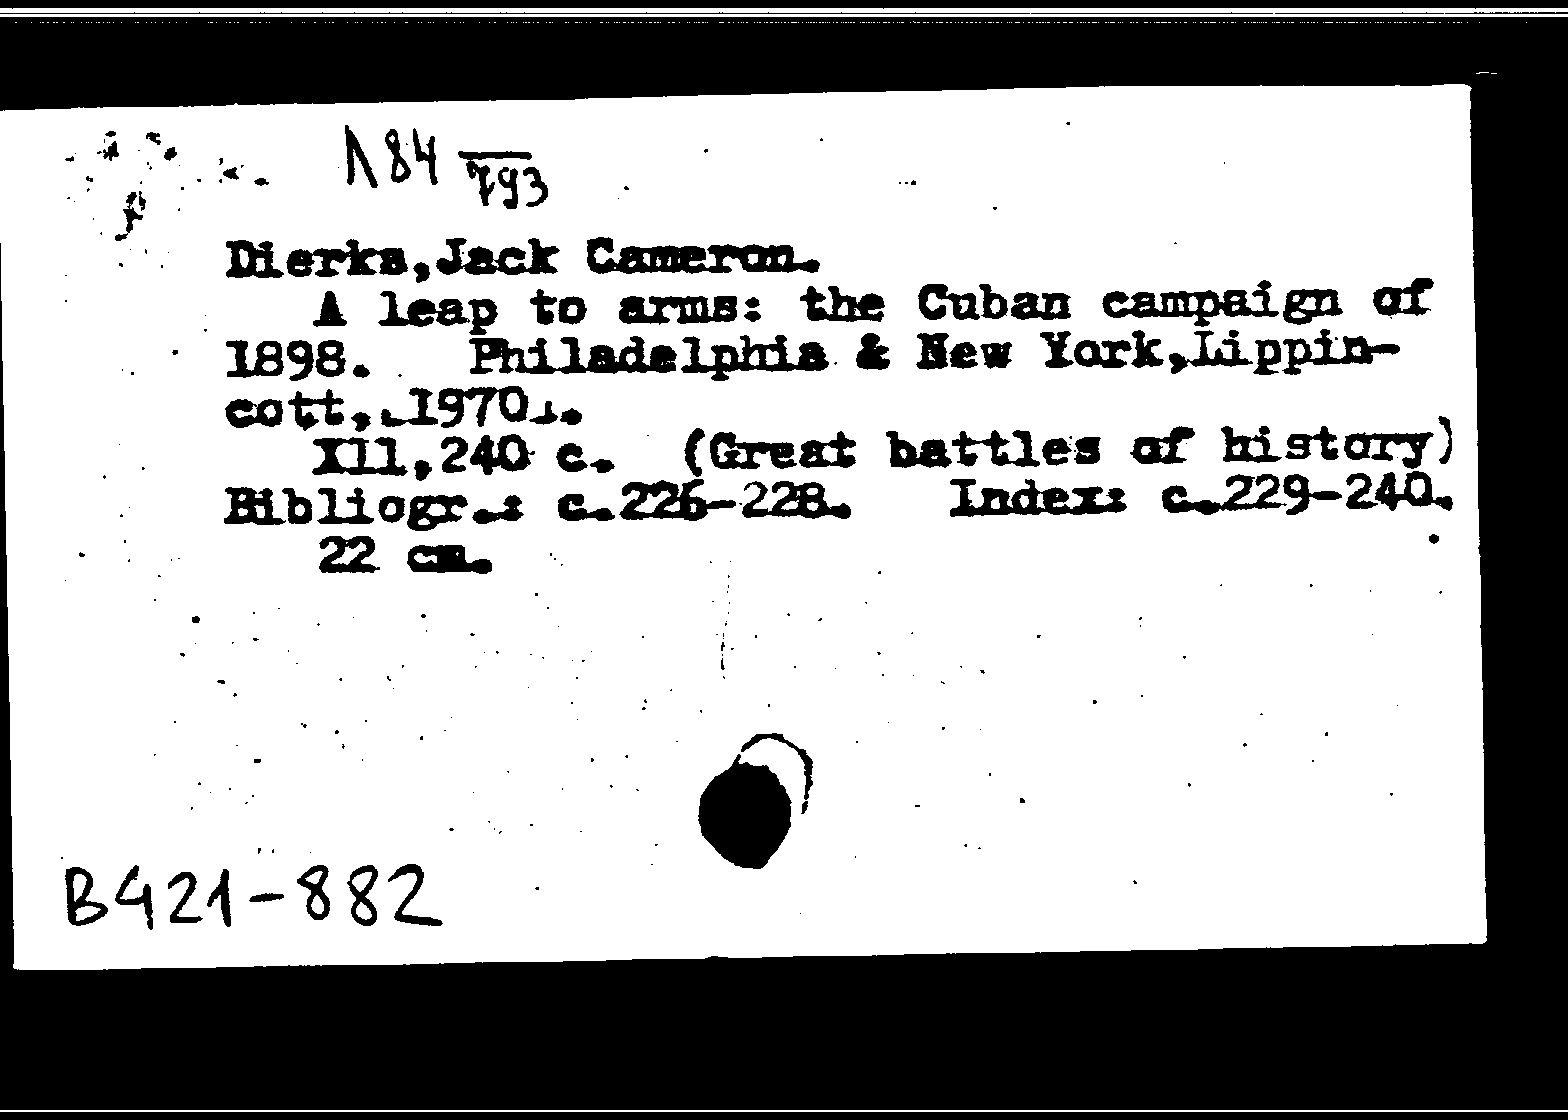 Л84 793
Dierks,Jack Cameron.
A leap to arms: the Cuban campaign of
1898. Philadelphia & New York,Lippin-
cott,⌞1970⌟.
XII,240 c. (Great battles of history)
Bibliogr.: c.226-228. Index: c.229-240.
22 cm.
B421-882